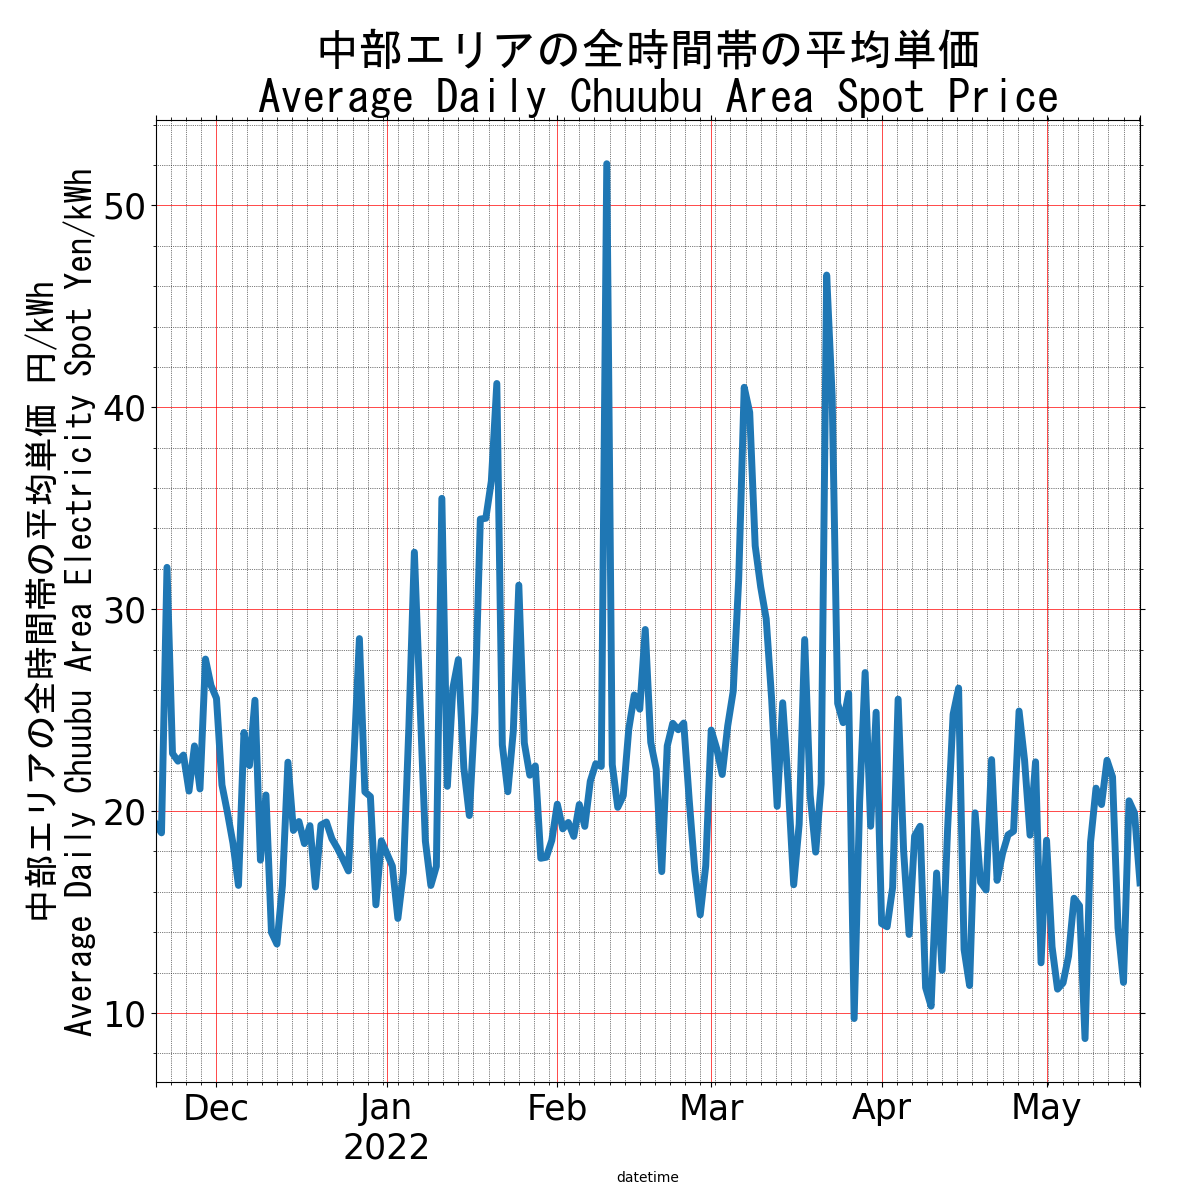 中部エリアの全時間帯の平均単価
Average Daily Chuubu Area Spot Price
中部エリアの全時間帯の平均単価 円/kWh
Average Daily Chuubu Area Electricity Spot Yen/kWh
50
40
30
20
10
Dec
Jan
2022
Feb
Mar
Apr
May
datetime